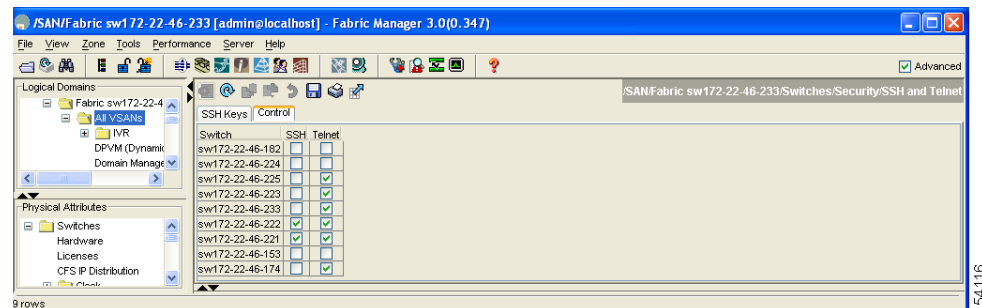 /SAN/Fabric sw172-22-46-233 [admin@localhost] - Fabric Manager 3.0(0.347)
File View Zone Tools Performance Server Help
Advanced
Logical Domains
/SAN/Fabric sw172-22-46-233/Switches/Security/SSH and Telnet
Fabric sw172-22-4
All VSANs
IVR
DPVM (Dynamic
Domain Manage
SSH Keys Control
Switch SSH Telnet
sw172-22-46-182
sw172-22-46-224
sw172-22-46-225
sw172-22-46-223
sw172-22-46-233
sw172-22-46-222
sw172-22-46-221
sw172-22-46-153
sw172-22-46-174
Physical Attributes
Switches
Hardware
Licenses
CFS IP Distribution
Clock
9 rows
154116